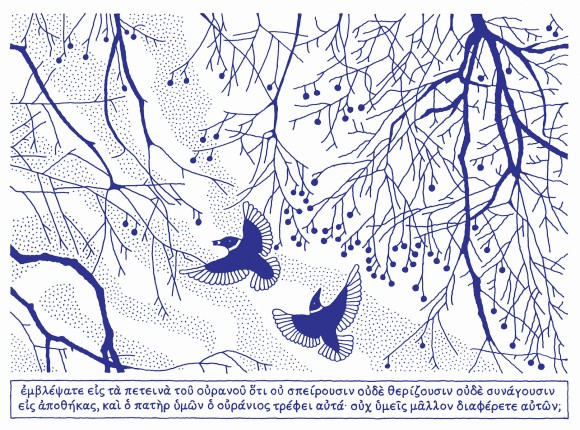 ἐμβλέψατε εἰς τὰ πετεινὰ τοῦ οὐρανοῦ ὅτι οὐ σπείρουσιν οὐδὲ θερίζουσιν οὐδὲ συνάγουσιν
εἰς ἀποθήκας, καὶ ὁ πατὴρ ὑμῶν ὁ οὐράνιος τρέφει αὐτά· οὐχ ὑμεῖς μᾶλλον διαφέρετε αὐτῶν;